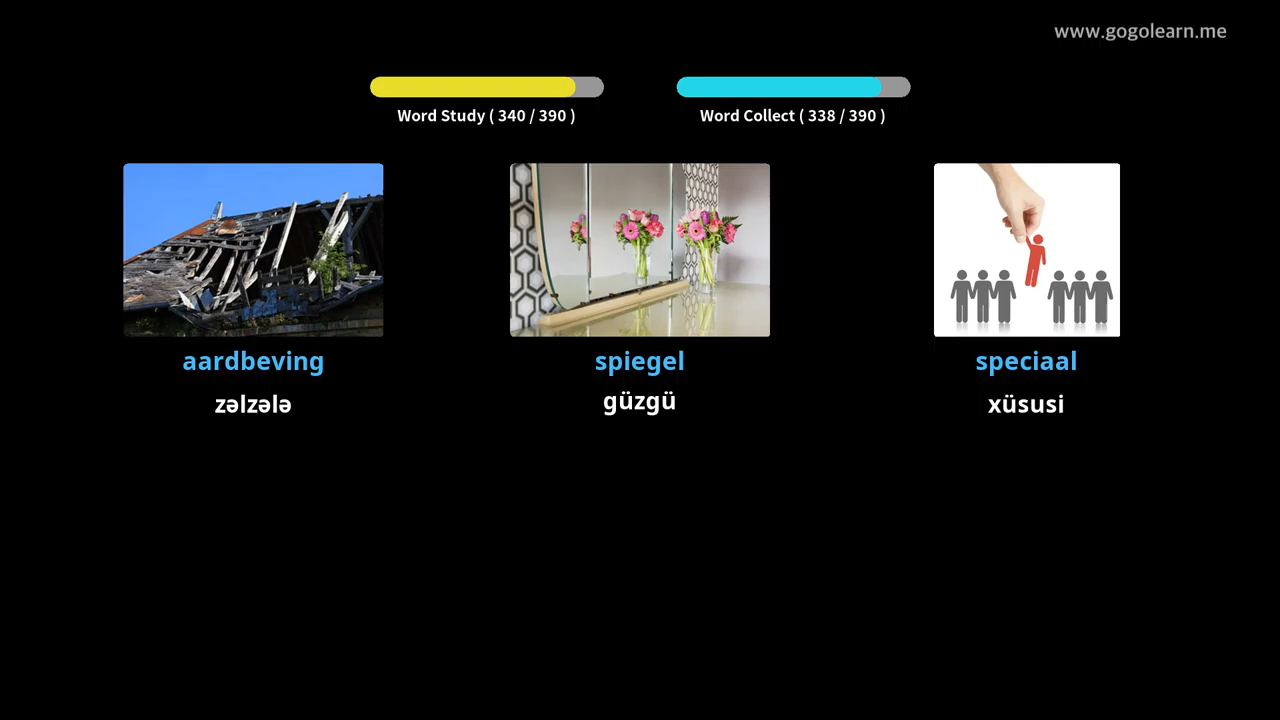 www.gogolearn.me
Word Study ( 340 / 390 )
Word Collect ( 338 / 390 )
aardbeving
zəlzələ
spiegel
güzgü
speciaal
xüsusi